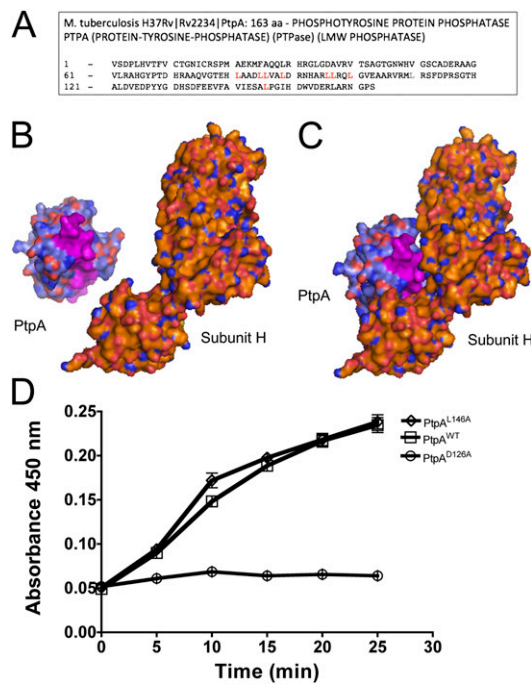 A
M. tuberculosis H37Rv|Rv2234|PtpA: 163 aa - PHOSPHOTYROSINE PROTEIN PHOSPHATASE
PTPA (PROTEIN-TYROSINE-PHOSPHATASE) (PTPase) (LMW PHOSPHATASE)
1 - VSDPLHVTFV CTGNICRSPM AEKMFAQQLR HRGLGDAVRV TSAGTGNWHV GSCADERAAG
61 - VLRAHGYPTD HRAAQVGTEH LAADLLVALD RNHARLLRQL GVEAARVRML RSFDPRSGTH
121 - ALDVEDPYYG DHSDFEEVFA VIESALPGIH DWVDERLARN GPS
B
PtpA
Subunit H
C
PtpA
Subunit H
D
Absorbance 450 nm
0.25
0.20
0.15
0.10
0.05
0.00
0 5 10 15 20 25 30
Time (min)
PtpA^L146A
PtpA^WT
PtpA^D126A